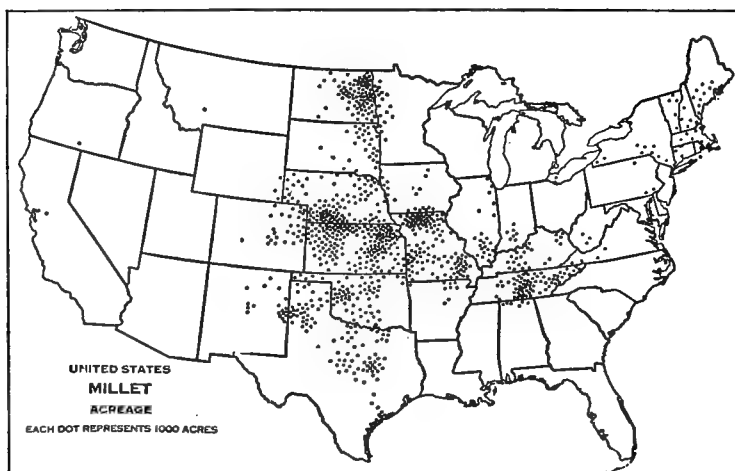 UNITED STATES
MILLET
ACREAGE
EACH DOT REPRESENTS 1000 ACRES